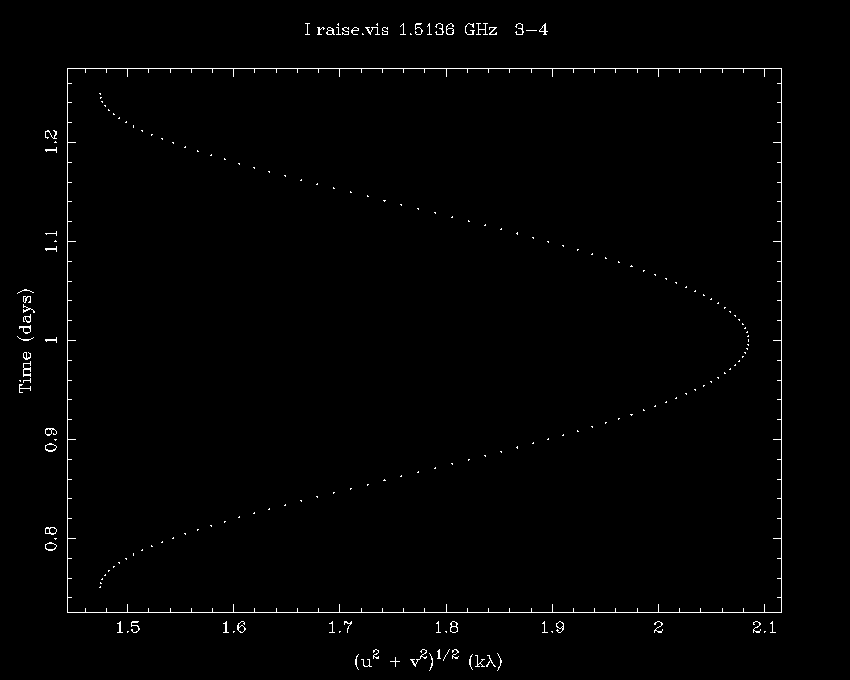 I raise.vis 1.5136 GHz 3-4
1.2
1.1
1
0.9
0.8
Time (days)
1.5 1.6 1.7 1.8 1.9 2 2.1
(u² + v²)¹/² (kλ)